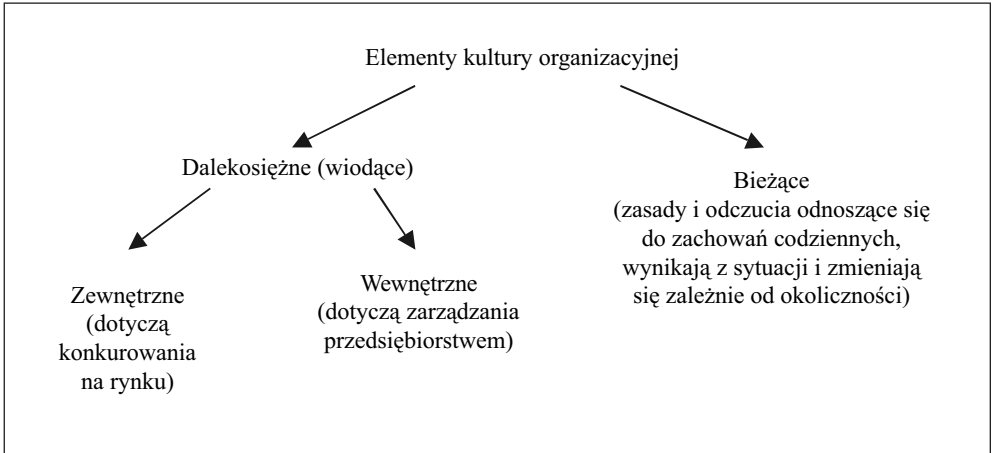 Elementy kultury organizacyjnej
Dalekosiężne (wiodące)
Zewnętrzne
(dotyczą
konkurowania
na rynku)
Wewnętrzne
(dotyczą zarządzania
przedsiębiorstwem)
Bieżące
(zasady i odczucia odnoszące się
do zachowań codziennych,
wynikają z sytuacji i zmieniają
się zależnie od okoliczności)